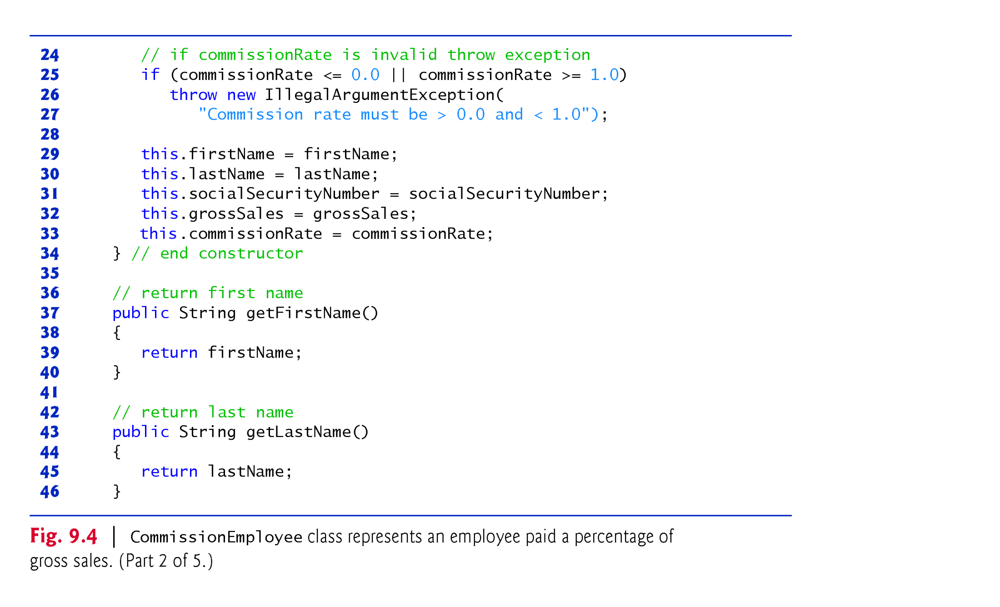 24 // if commissionRate is invalid throw exception
25 if (commissionRate <= 0.0 || commissionRate >= 1.0)
26 throw new IllegalArgumentException(
27 "Commission rate must be > 0.0 and < 1.0");
28
29 this.firstName = firstName;
30 this.lastName = lastName;
31 this.socialSecurityNumber = socialSecurityNumber;
32 this.grossSales = grossSales;
33 this.commissionRate = commissionRate;
34 } // end constructor
35
36 // return first name
37 public String getFirstName()
38 {
39 return firstName;
40 }
41
42 // return last name
43 public String getLastName()
44 {
45 return lastName;
46 }
Fig. 9.4 | CommissionEmployee class represents an employee paid a percentage of
gross sales. (Part 2 of 5.)